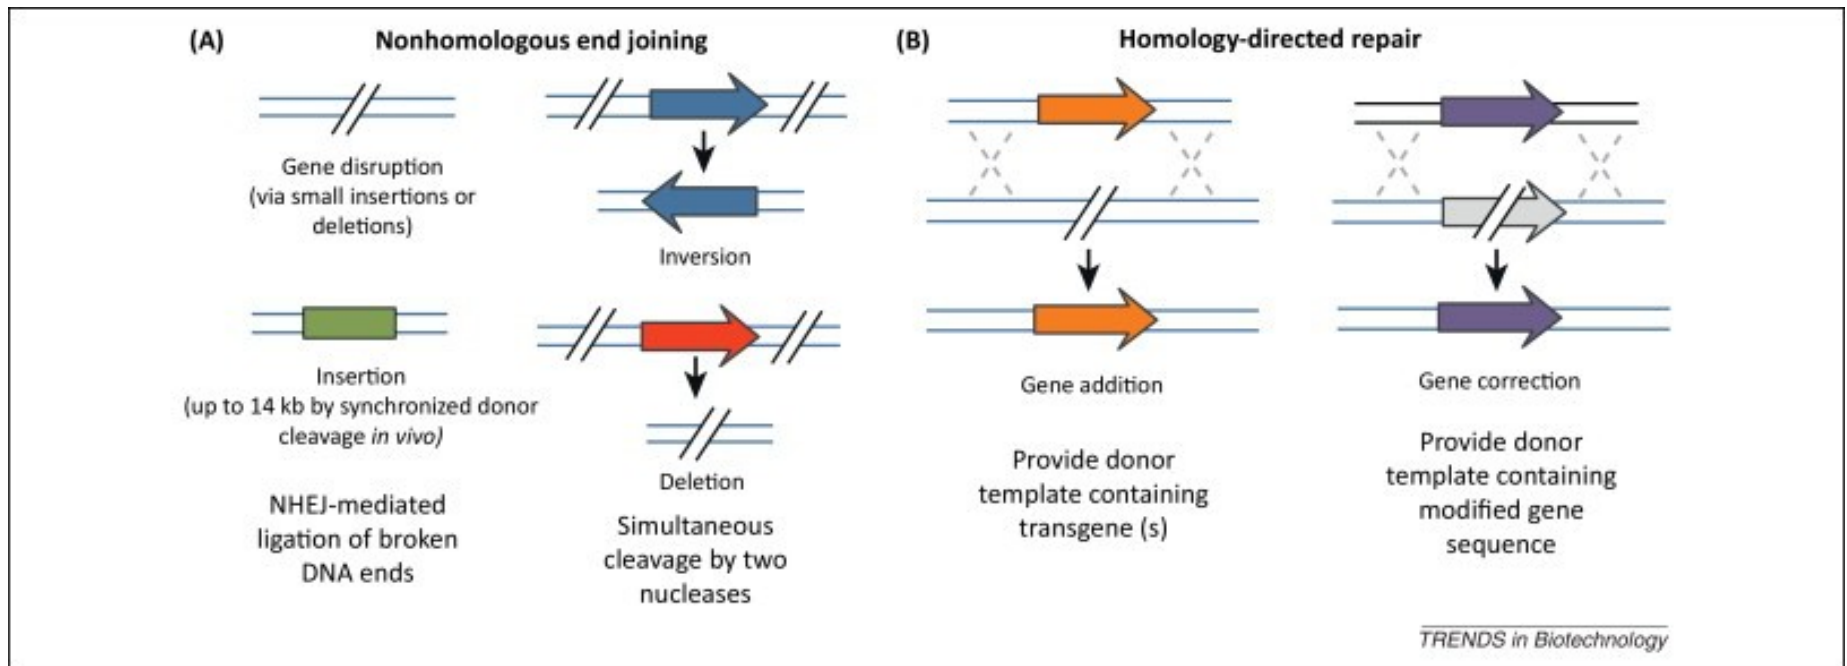 (A) Nonhomologous end joining
Gene disruption
(via small insertions or
deletions)
Inversion
Insertion
(up to 14 kb by synchronized donor
cleavage in vivo)
NHEJ-mediated
ligation of broken
DNA ends
Deletion
Simultaneous
cleavage by two
nucleases
(B) Homology-directed repair
Gene addition
Provide donor
template containing
transgene (s)
Gene correction
Provide donor
template containing
modified gene
sequence
TRENDS in Biotechnology